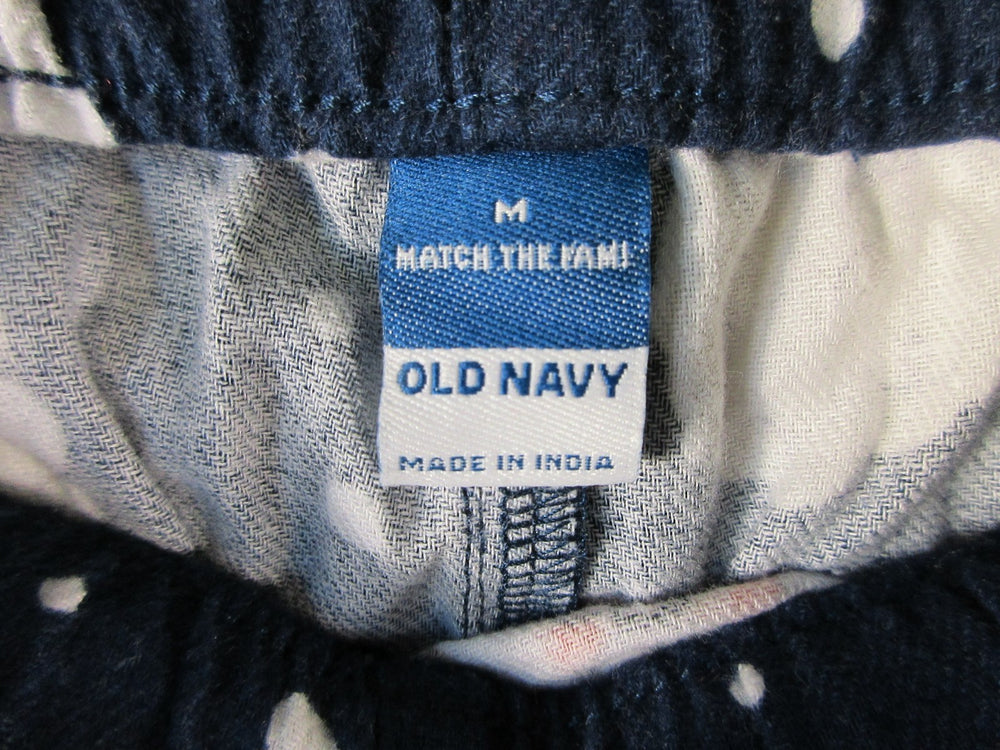 M
MATCH THE FAM!
OLD NAVY
MADE IN INDIA